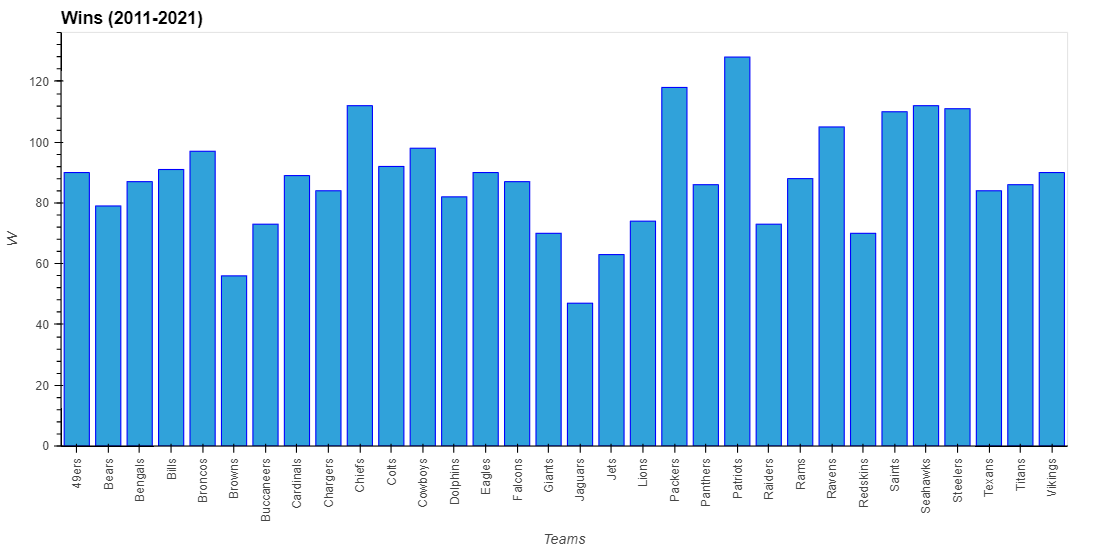 Wins (2011-2021)
W
120
100
80
60
40
20
0
49ers
Bears
Bengals
Bills
Broncos
Browns
Buccaneers
Cardinals
Chargers
Chiefs
Colts
Cowboys
Dolphins
Eagles
Falcons
Giants
Jaguars
Jets
Lions
Packers
Panthers
Patriots
Raiders
Rams
Ravens
Redskins
Saints
Seahawks
Steelers
Texans
Titans
Vikings
Teams